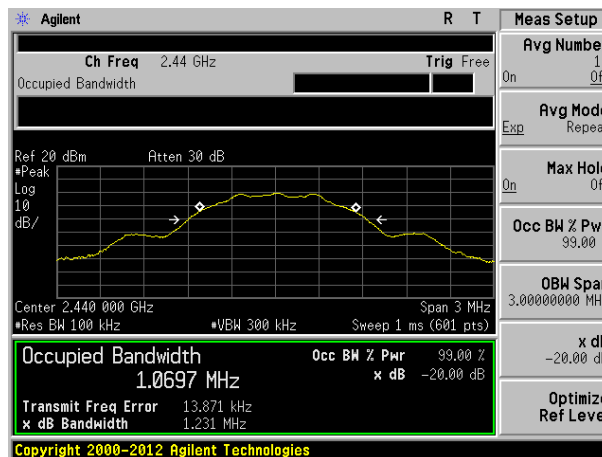 Agilent R T Meas Setup
Avg Numbe
1
On Of
Ch Freq 2.44 GHz Trig Free
Occupied Bandwidth
Avg Mode
Exp Repea
Ref 20 dBm Atten 30 dB
#Peak
Log
10
dB/
Max Hol
On Of
Occ BW % Pw
99.00
OBW Spa
3.00000000 MH
Center 2.440 000 GHz Span 3 MHz
#Res BW 100 kHz #VBW 300 kHz Sweep 1 ms (601 pts)
x d
-20.00 d
Occupied Bandwidth
1.0697 MHz
Occ BW % Pwr 99.00 %
x dB -20.00 dB
Transmit Freq Error 13.871 kHz
x dB Bandwidth 1.231 MHz
Optimize
Ref Leve
Copyright 2000-2012 Agilent Technologies